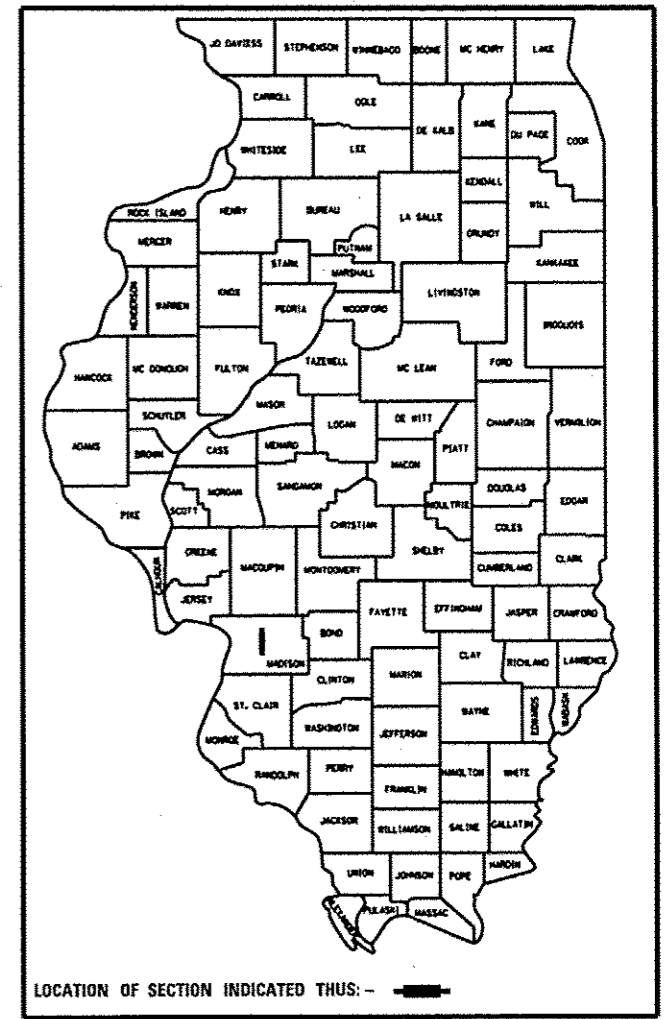 JO DAVIESS STEPHENSON WINNEBAGO BOONE MC HENRY LAKE
CARROLL OGLE DE KALB KANE DU PAGE COOK
WHITESIDE LEE
KENDALL
ROCK ISLAND HENRY BUREAU LA SALLE WILL
MERCER PUTNAM GRUNDY
STARK MARSHALL KANKAKEE
HENDERSON WARREN KNOX PEORIA WOODFORD LIVINGSTON IROQUOIS
HANCOCK MC DONOUGH FULTON TAZEWELL MC LEAN FORD
SCHUYLER MASON LOGAN DE WITT CHAMPAIGN VERMILION
ADAMS BROWN CASS MENARD MACON PIATT
MORGAN SANGAMON DOUGLAS EDGAR
PIKE SCOTT CHRISTIAN MOULTRIE COLES
GREENE MACOUPIN MONTGOMERY SHELBY CUMBERLAND CLARK
CALHOUN JERSEY FAYETTE EFFINGHAM JASPER CRAWFORD
BOND
MADISON CLAY RICHLAND LAWRENCE
CLINTON MARION
ST. CLAIR WAYNE EDWARDS WABASH
MONROE WASHINGTON JEFFERSON
RANDOLPH PERRY FRANKLIN HAMILTON WHITE
JACKSON WILLIAMSON SALINE GALLATIN
UNION JOHNSON POPE HARDIN
ALEXANDER PULASKI MASSAC
LOCATION OF SECTION INDICATED THUS: -